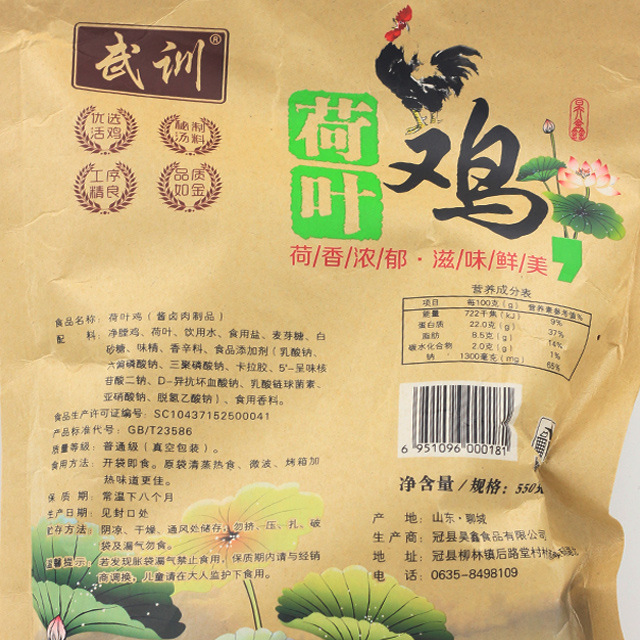 武训®
优选
活鸡
秘制
汤料
工序
精良
品质
如金
荷叶
鸡
荷/香/浓/郁·滋/味/鲜/美
营养成分表
项目 每100克(g) 营养素参考值%
能量 722千焦(kJ) 9%
蛋白质 22.0克(g) 37%
脂肪 8.5克(g) 14%
碳水化合物 2.0克(g) 1%
钠 1300毫克(mg) 65%
食品名称：荷叶鸡（酱卤肉制品）
配料：净膛鸡、荷叶、饮用水、食用盐、麦芽糖、白
砂糖、味精、香辛料、食品添加剂（乳酸钠、
六偏磷酸钠、三聚磷酸钠、卡拉胶、5'-呈味核
苷酸二钠、D-异抗坏血酸钠、乳酸链球菌素、
亚硝酸钠、脱氢乙酸钠）、食用香料。
食品生产许可证编号：SC10437152500041
产品标准代号：GB/T23586
质量等级：普通级（真空包装）。
食用方法：开袋即食。原袋清蒸热食、微波、烤箱加
热味道更佳。
保质期：常温下八个月
生产日期：见封口处
贮存方法：阴凉、干燥、通风处储存，勿挤、压、扎、破
袋及漏气勿食。
温馨提示：若发现胀袋漏气禁止食用，保质期内请与经销
商调换，儿童请在大人监护下食用。
6 951096 000181
净含量/规格：550克
产地：山东·聊城
生产商：冠县昊鑫食品有限公司
地址：冠县柳林镇后路堂村
电话：0635-8498109